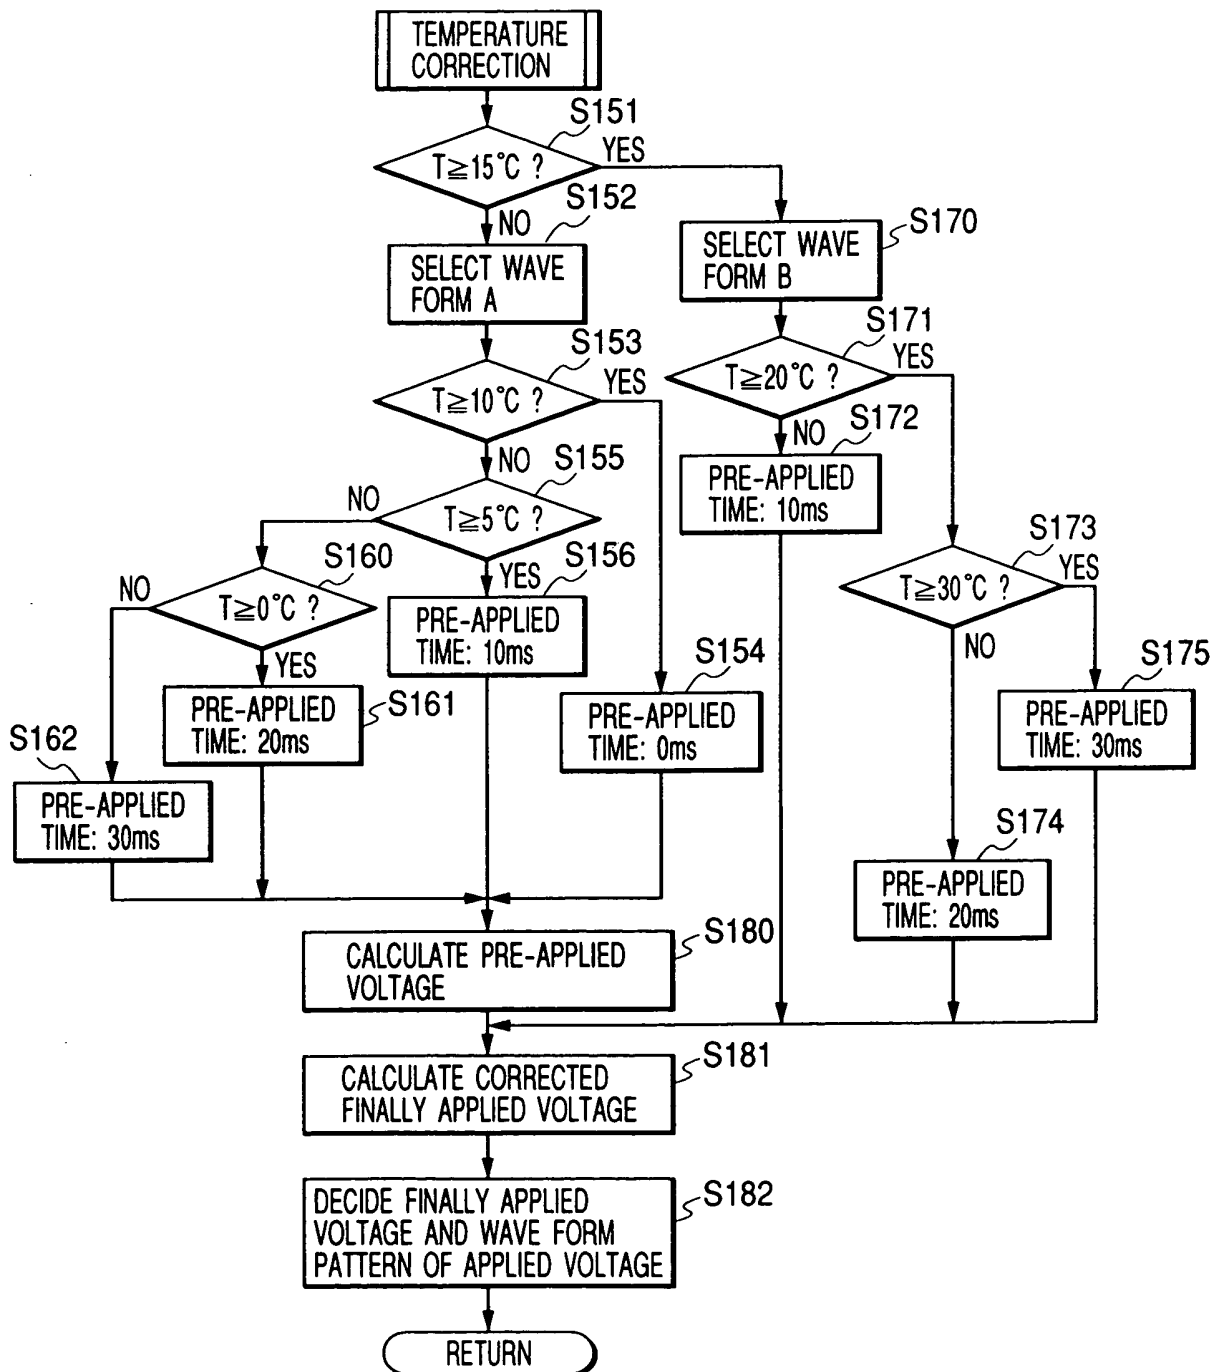 TEMPERATURE
CORRECTION
S151
T≧15°C ?
YES
NO
S152
SELECT WAVE
FORM A
S170
SELECT WAVE
FORM B
S153
T≧10°C ?
YES
NO
S171
T≧20°C ?
YES
NO
S172
PRE-APPLIED
TIME: 10ms
S155
T≧5°C ?
NO
YES
S156
PRE-APPLIED
TIME: 10ms
S160
T≧0°C ?
NO
YES
S161
PRE-APPLIED
TIME: 20ms
S162
PRE-APPLIED
TIME: 30ms
S154
PRE-APPLIED
TIME: 0ms
S173
T≧30°C ?
YES
NO
S175
PRE-APPLIED
TIME: 30ms
S174
PRE-APPLIED
TIME: 20ms
S180
CALCULATE PRE-APPLIED
VOLTAGE
S181
CALCULATE CORRECTED
FINALLY APPLIED VOLTAGE
S182
DECIDE FINALLY APPLIED
VOLTAGE AND WAVE FORM
PATTERN OF APPLIED VOLTAGE
RETURN